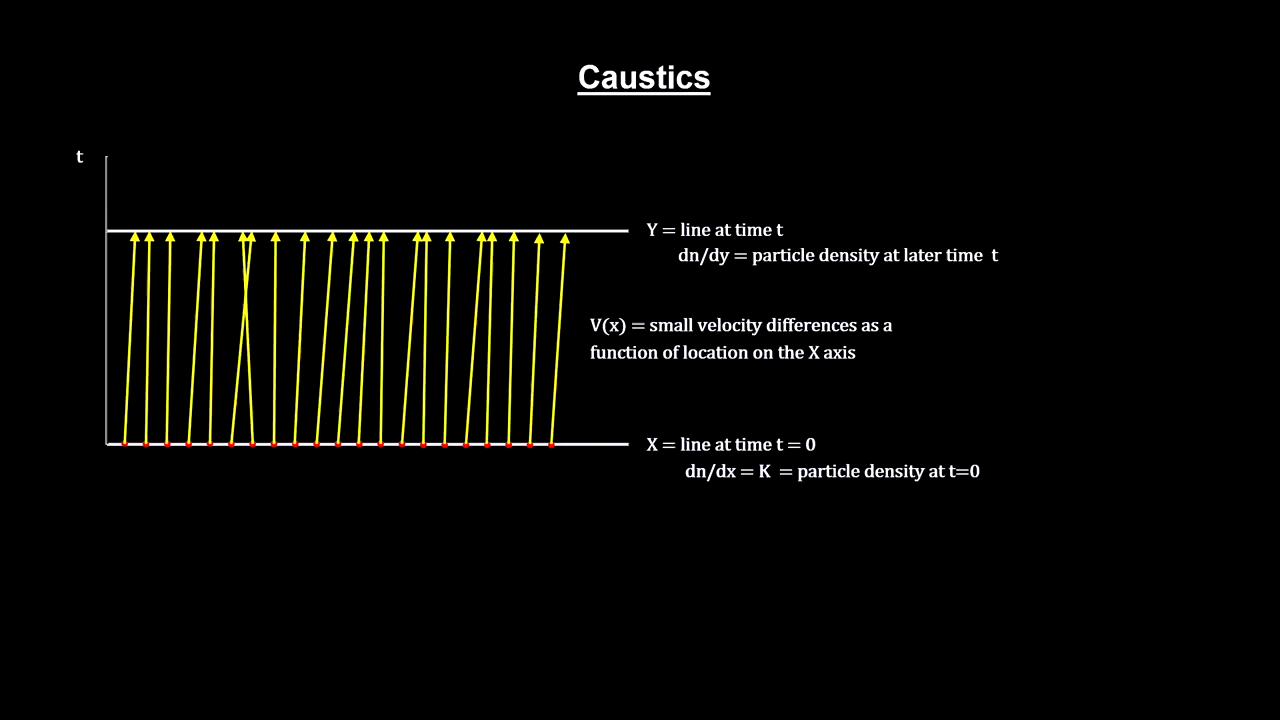 Caustics
t
Y = line at time t
dn/dy = particle density at later time t
V(x) = small velocity differences as a
function of location on the X axis
X = line at time t = 0
dn/dx = K = particle density at t=0